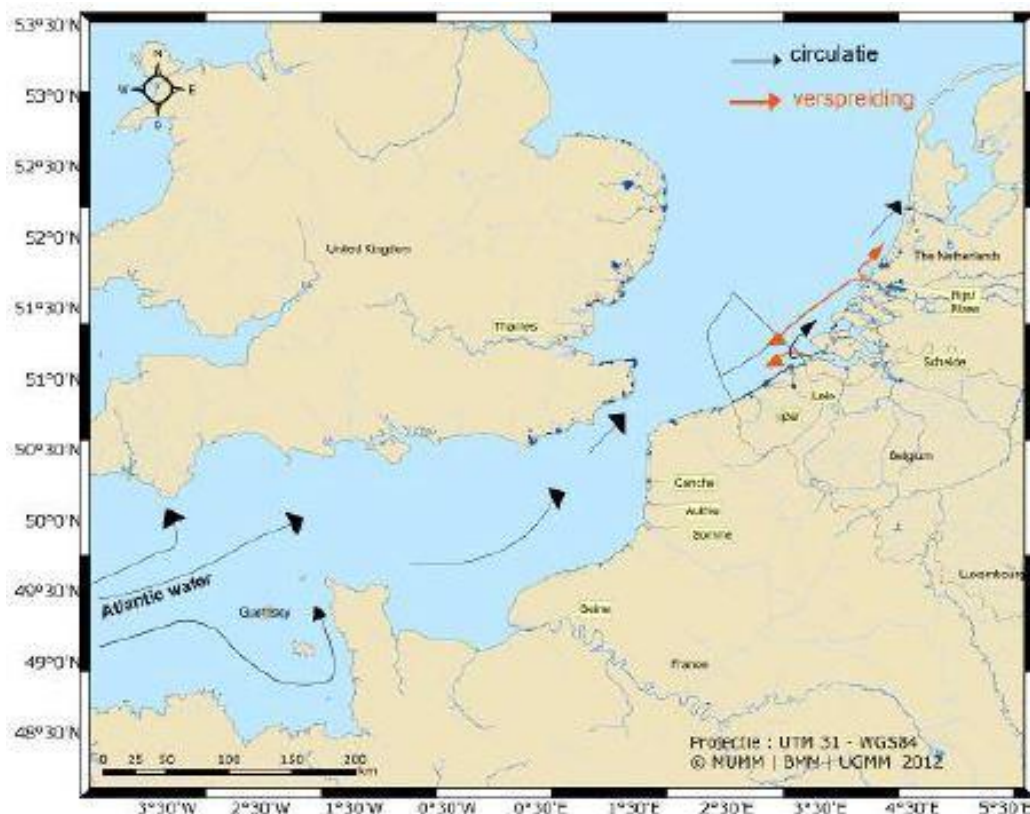 53°30'N
53°0'N
52°30'N
52°0'N
51°30'N
51°0'N
50°30'N
50°0'N
49°30'N
49°0'N
48°30'N
N
W
E
circulatie
verspreiding
United Kingdom
The Netherlands
Thames
Schelde
Leie
Ijzer
Belgium
Canche
Authie
Somme
Luxembourg
Atlantic water
Guernsey
Seine
France
Projectie : UTM 31 - WGS84
© MUMM | BMM | UGMM 2012
0 25 50 100 150 200
km
3°30'W 2°30'W 1°30'W 0°30'W 0°30'E 1°30'E 2°30'E 3°30'E 4°30'E 5°30'E